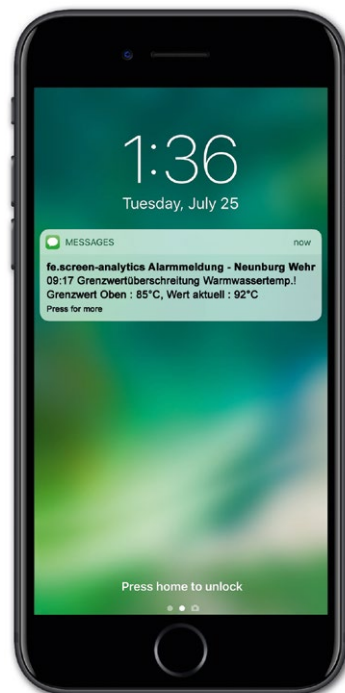 1:36
Tuesday, July 25
MESSAGES now
fe.screen-analytics Alarmmeldung - Neunburg Wehr
09:17 Grenzwertüberschreitung Warmwassertemp.!
Grenzwert Oben : 85°C, Wert aktuell : 92°C
Press for more
Press home to unlock